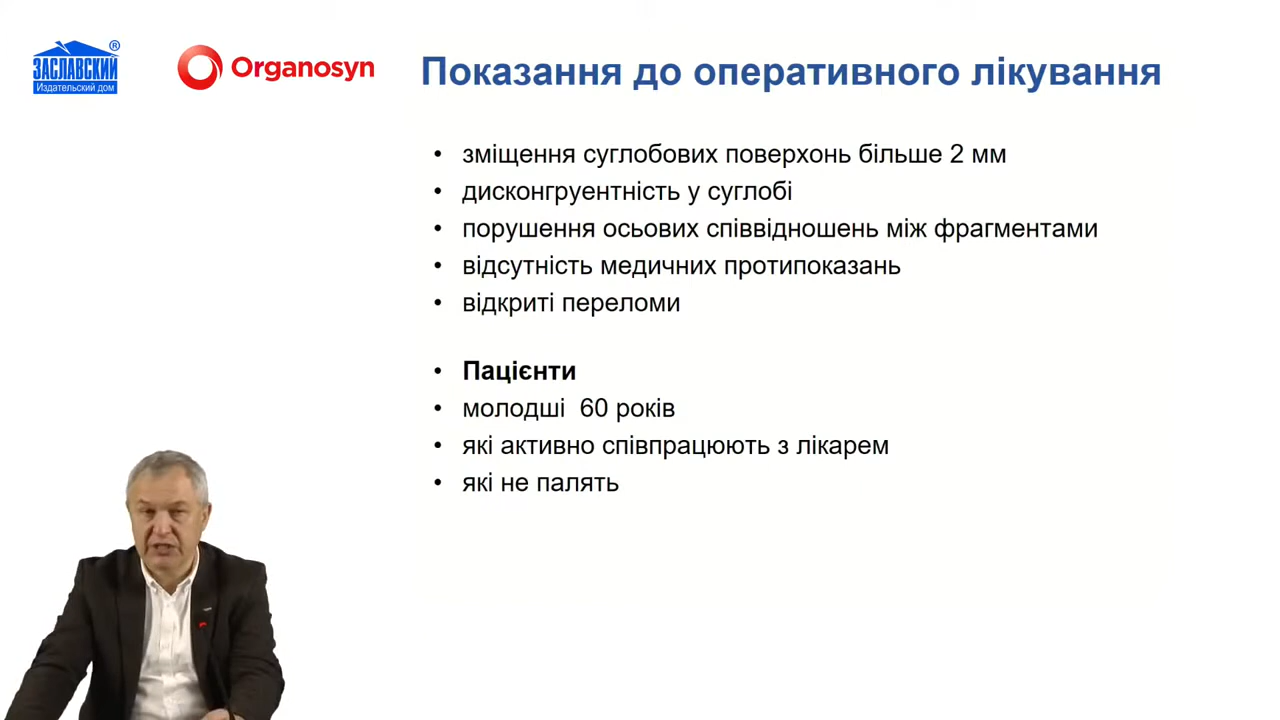 ЗАСЛАВСКИЙ ®
Издательский дом
Organosyn
Показання до оперативного лікування
• зміщення суглобових поверхонь більше 2 мм
• дисконгруентність у суглобі
• порушення осьових співвідношень між фрагментами
• відсутність медичних протипоказань
• відкриті переломи
• Пацієнти
• молодші 60 років
• які активно співпрацюють з лікарем
• які не палять